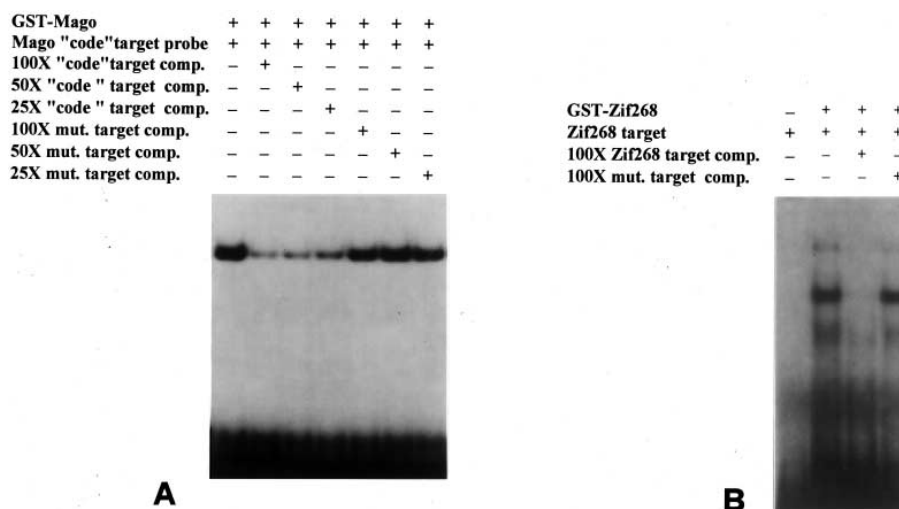 GST-Mago + + + + + + +
Mago "code"target probe + + + + + + +
100X "code"target comp. – + – – – – –
50X "code " target comp. – – + – – – –
25X "code " target comp. – – – + – – –
100X mut. target comp. – – – – + – –
50X mut. target comp. – – – – – + –
25X mut. target comp. – – – – – – +
A
GST-Zif268 – + + +
Zif268 target + + + +
100X Zif268 target comp. – – + –
100X mut. target comp. – – – +
B